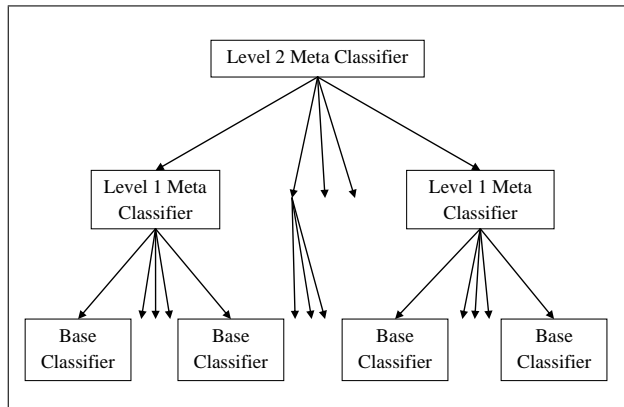 Level 2 Meta Classifier
Level 1 Meta
Classifier
Level 1 Meta
Classifier
Base
Classifier
Base
Classifier
Base
Classifier
Base
Classifier